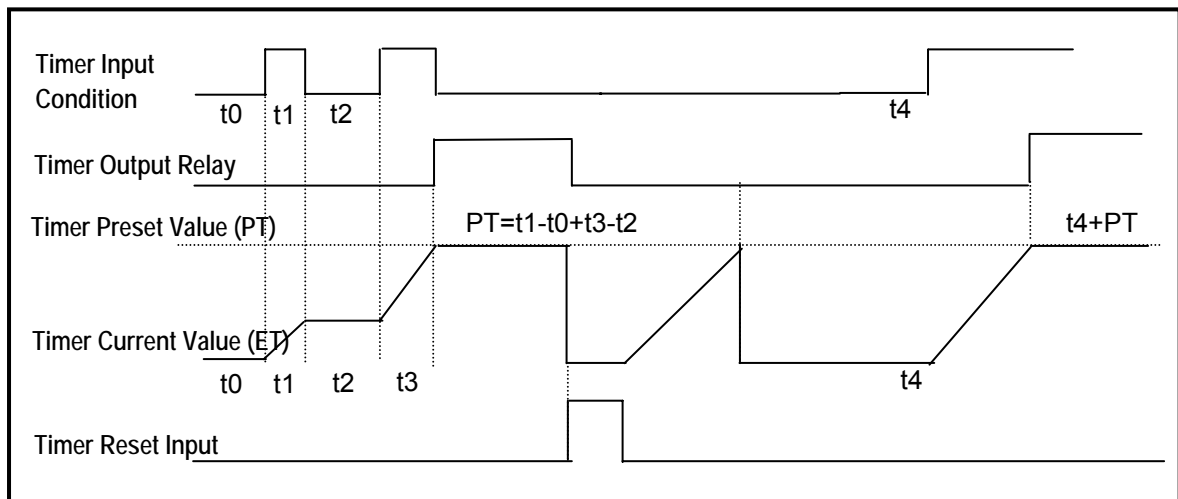 Timer Input
Condition
t0 t1 t2 t4
Timer Output Relay
Timer Preset Value (PT) PT=t1-t0+t3-t2 t4+PT
Timer Current Value (ET)
t0 t1 t2 t3 t4
Timer Reset Input